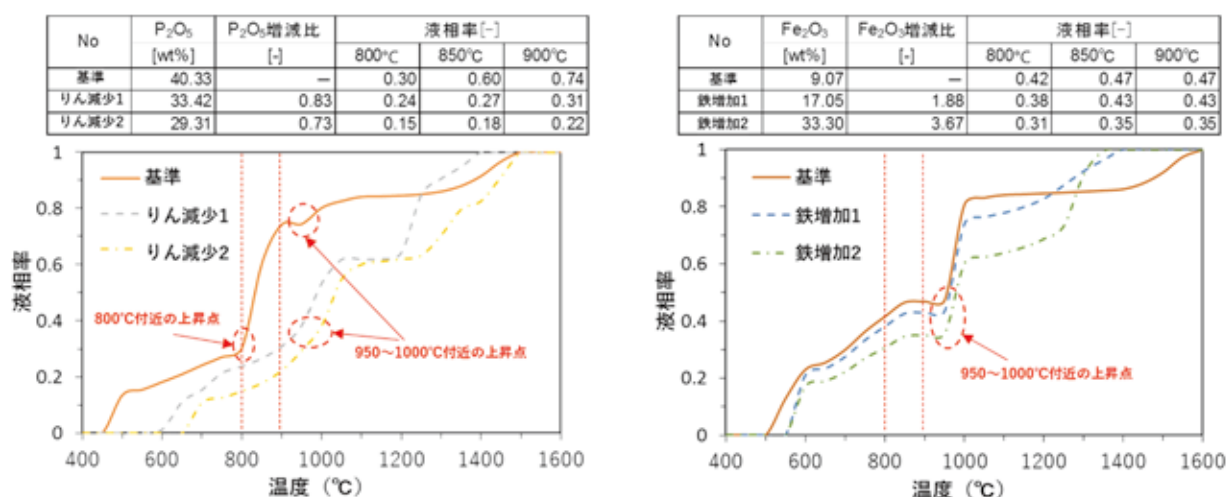 No P₂O₅ P₂O₅増減比 液相率[-]
[wt%] [-] 800℃ 850℃ 900℃
基準 40.33 — 0.30 0.60 0.74
りん減少1 33.42 0.83 0.24 0.27 0.31
りん減少2 29.31 0.73 0.15 0.18 0.22
1
0.8
0.6
0.4
0.2
0
液相率
基準
りん減少1
りん減少2
800℃付近の上昇点
950～1000℃付近の上昇点
400 600 800 1000 1200 1400 1600
温度（℃）
No Fe₂O₃ Fe₂O₃増減比 液相率[-]
[wt%] [-] 800℃ 850℃ 900℃
基準 9.07 — 0.42 0.47 0.47
鉄増加1 17.05 1.88 0.38 0.43 0.43
鉄増加2 33.30 3.67 0.31 0.35 0.35
1
0.8
0.6
0.4
0.2
0
液相率
基準
鉄増加1
鉄増加2
950～1000℃付近の上昇点
400 600 800 1000 1200 1400 1600
温度（℃）